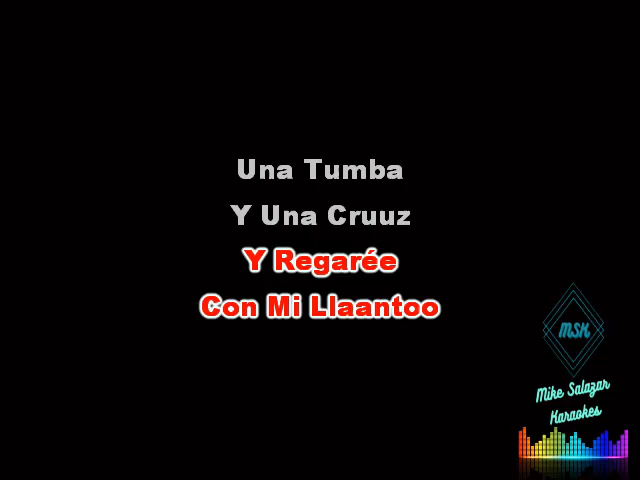 Una Tumba
Y Una Cruuz
Y Regarée
Con Mi Llaantoo
MSK
Mike Salazar
Karaokes